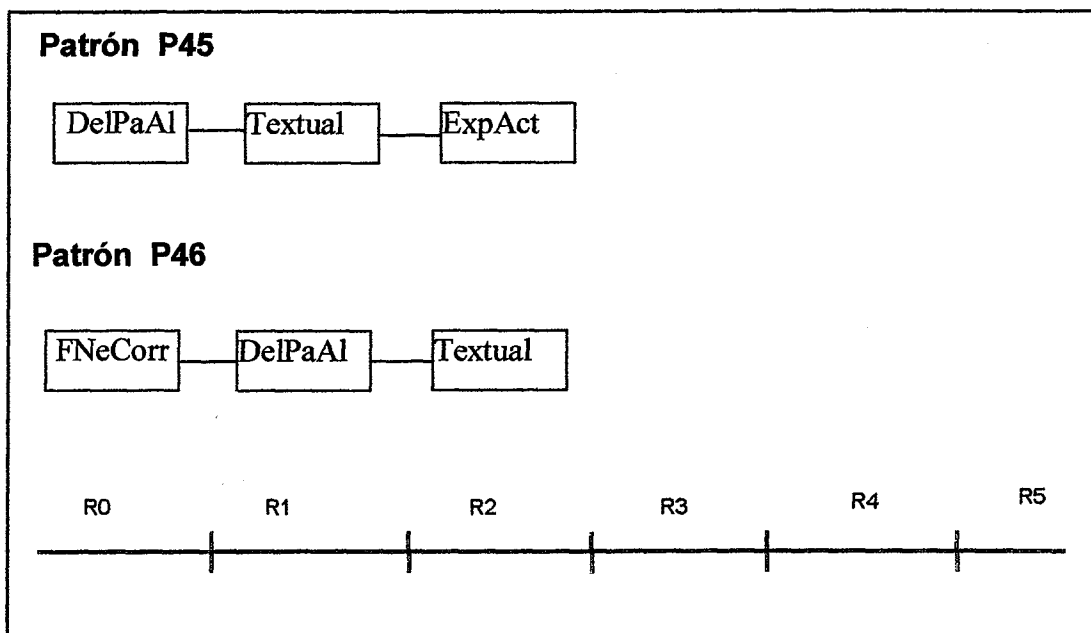 Patrón P45
DelPaAl Textual ExpAct
Patrón P46
FNeCorr DelPaAl Textual
R0 R1 R2 R3 R4 R5